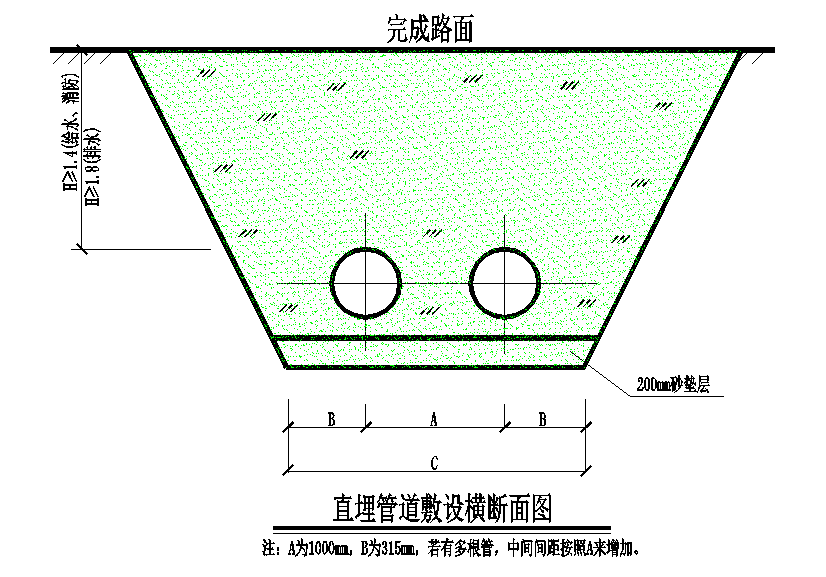 完成路面
H≥1.4(给水、消防)
H≥1.8(排水)
200mm砂垫层
B A B
C
直埋管道敷设横断面图
注：A为1000mm，B为315mm，若有多根管，中间间距按照A来增加。